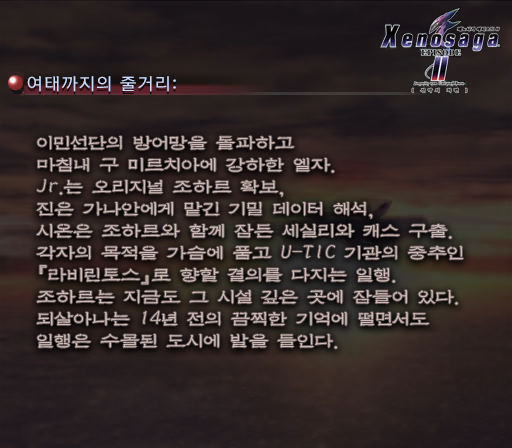 Xenosaga
EPISODE
II
[ 선악의 피안 ]
여태까지의 줄거리:
이민선단의 방어망을 돌파하고
마침내 구 미르치아에 강하한 엘자.
Jr.는 오리지널 조하르 확보,
진은 가나안에게 맡긴 기밀 데이터 해석,
시온은 조하르와 함께 잠든 세실리와 캐스 구출.
각자의 목적을 가슴에 품고 U-TIC 기관의 중추인
『라비린토스』로 향할 결의를 다지는 일행.
조하르는 지금도 그 시설 깊은 곳에 잠들어 있다.
되살아나는 14년 전의 끔찍한 기억에 떨면서도
일행은 수몰된 도시에 발을 들인다.